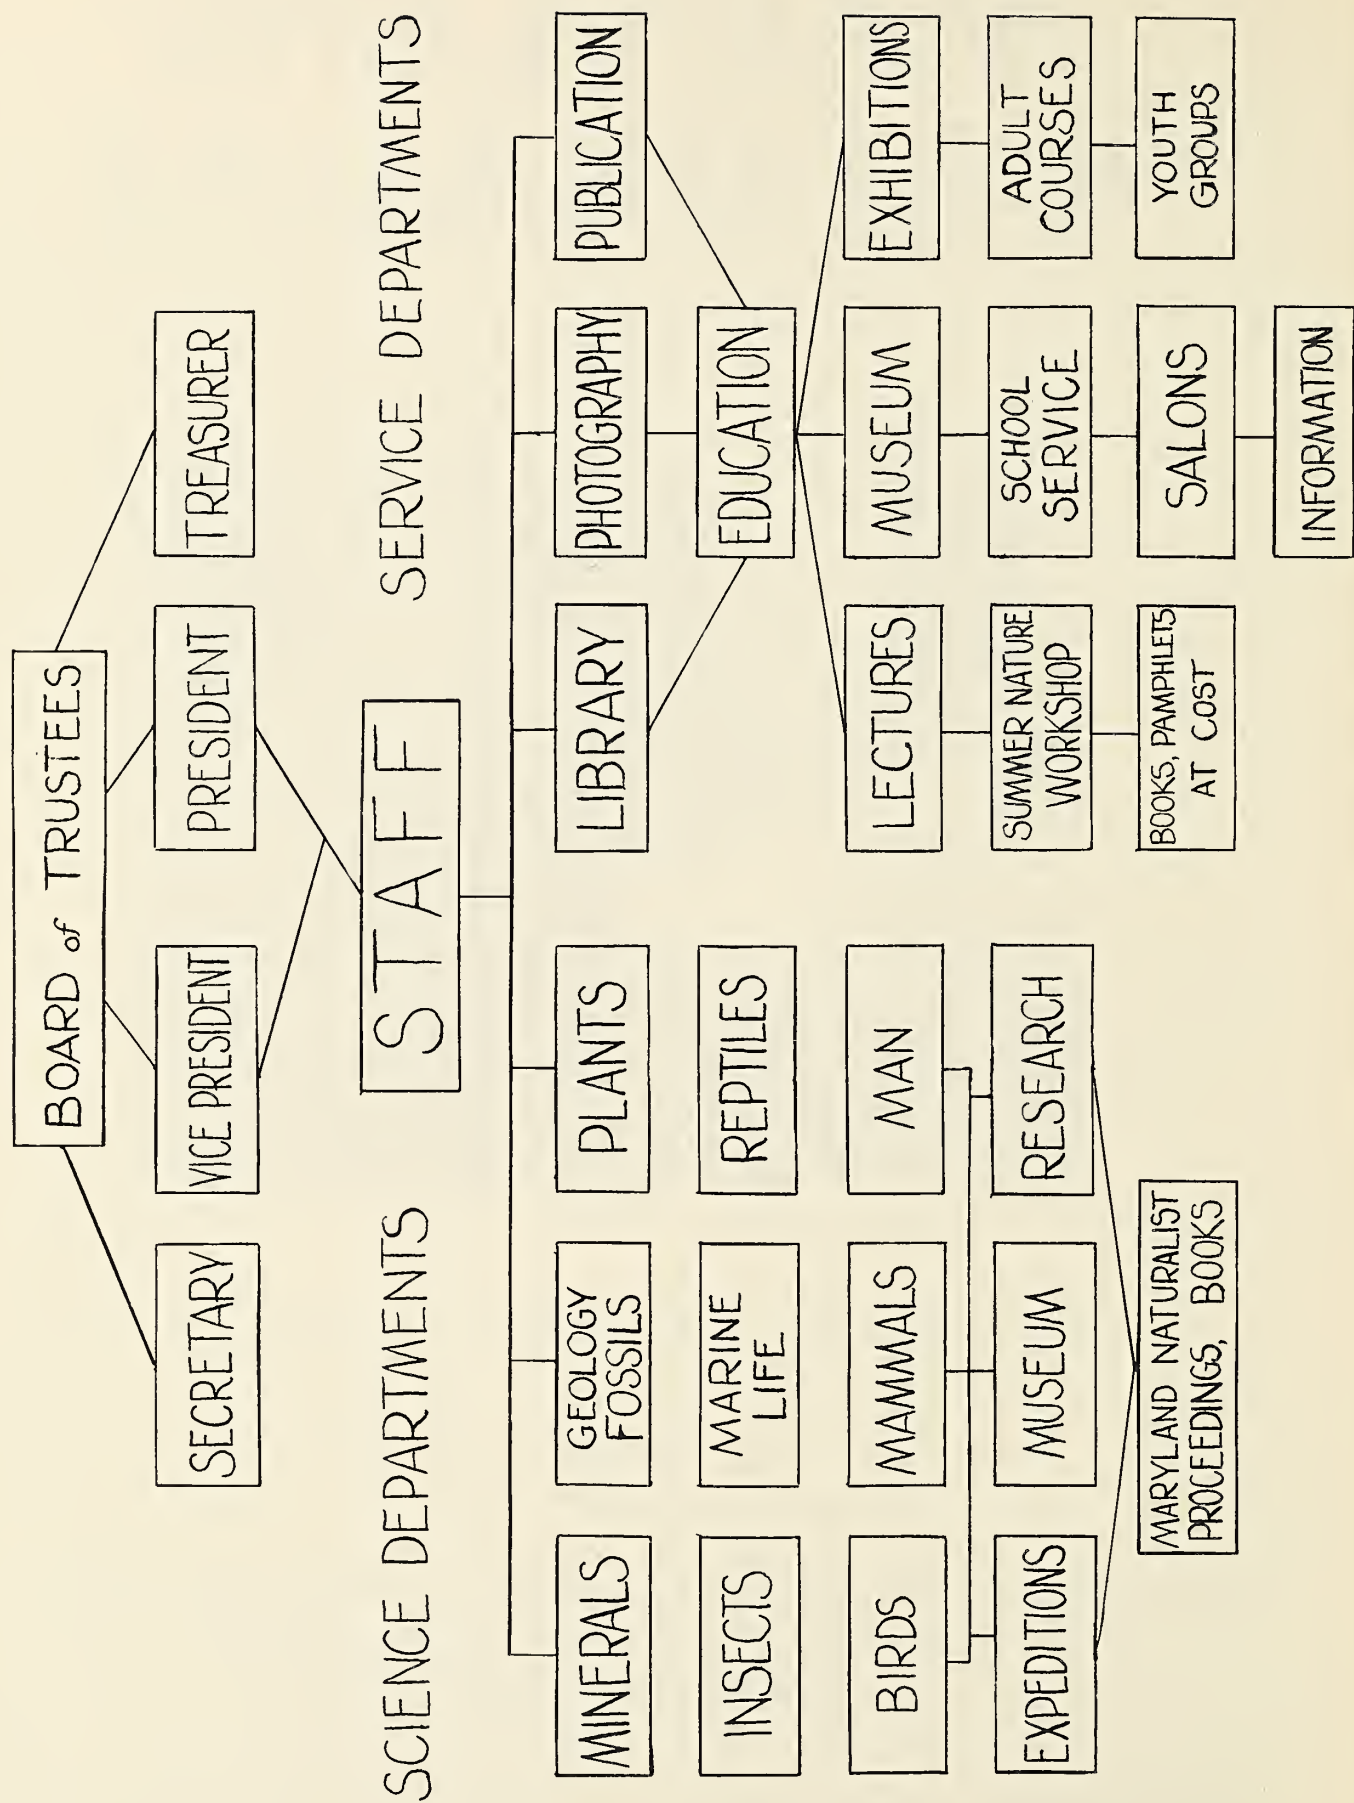 BOARD of TRUSTEES
SECRETARY
VICE PRESIDENT
PRESIDENT
TREASURER
STAFF
SCIENCE DEPARTMENTS
SERVICE DEPARTMENTS
MINERALS
GEOLOGY
FOSSILS
PLANTS
LIBRARY
PHOTOGRAPHY
PUBLICATION
INSECTS
MARINE
LIFE
REPTILES
EDUCATION
BIRDS
MAMMALS
MAN
LECTURES
MUSEUM
EXHIBITIONS
EXPEDITIONS
MUSEUM
RESEARCH
SUMMER NATURE
WORKSHOP
SCHOOL
SERVICE
ADULT
COURSES
MARYLAND NATURALIST
PROCEEDINGS, BOOKS
BOOKS, PAMPHLETS
AT COST
SALONS
YOUTH
GROUPS
INFORMATION